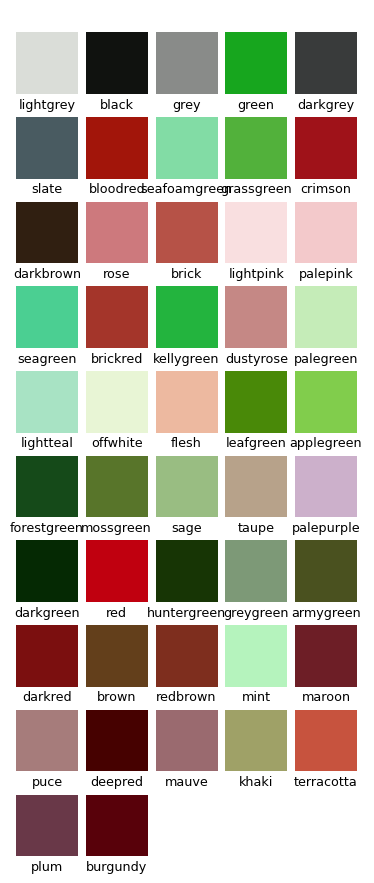 lightgrey black grey green darkgrey
slate bloodred seafoamgreen grassgreen crimson
darkbrown rose brick lightpink palepink
seagreen brickred kellygreen dustyrose palegreen
lightteal offwhite flesh leafgreen applegreen
forestgreen mossgreen sage taupe palepurple
darkgreen red huntergreen greygreen armygreen
darkred brown redbrown mint maroon
puce deepred mauve khaki terracotta
plum burgundy